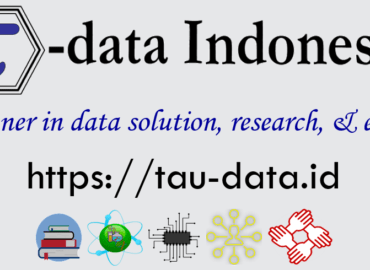 -data Indones
ner in data solution, research, & e
https://tau-data.id